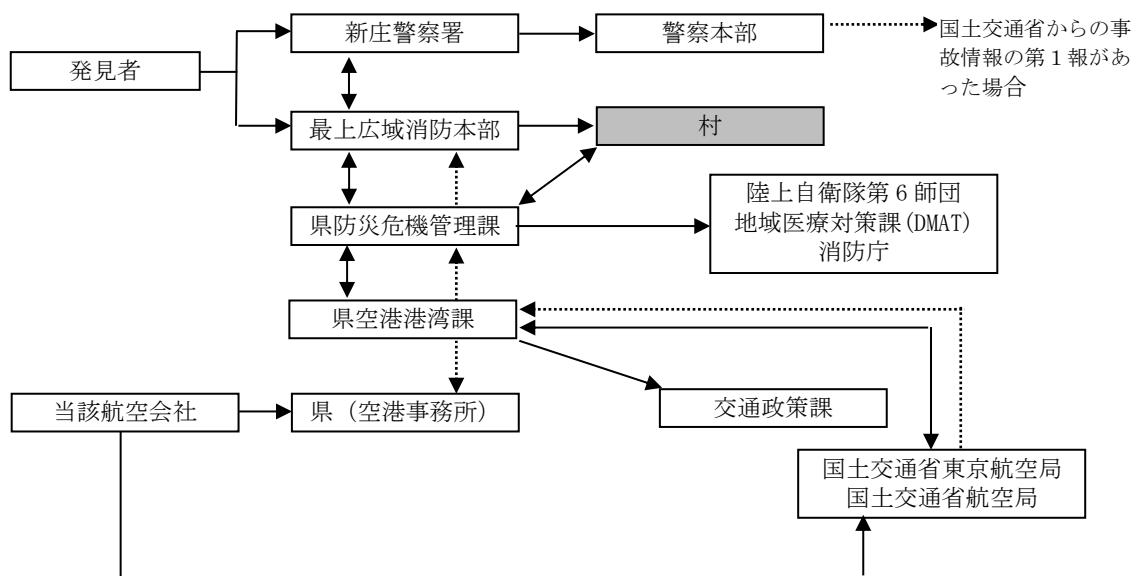 新庄警察署
警察本部
国土交通省からの事
故情報の第１報があ
った場合
発見者
最上広域消防本部
村
県防災危機管理課
陸上自衛隊第６師団
地域医療対策課(DMAT)
消防庁
県空港港湾課
当該航空会社
県（空港事務所）
交通政策課
国土交通省東京航空局
国土交通省航空局